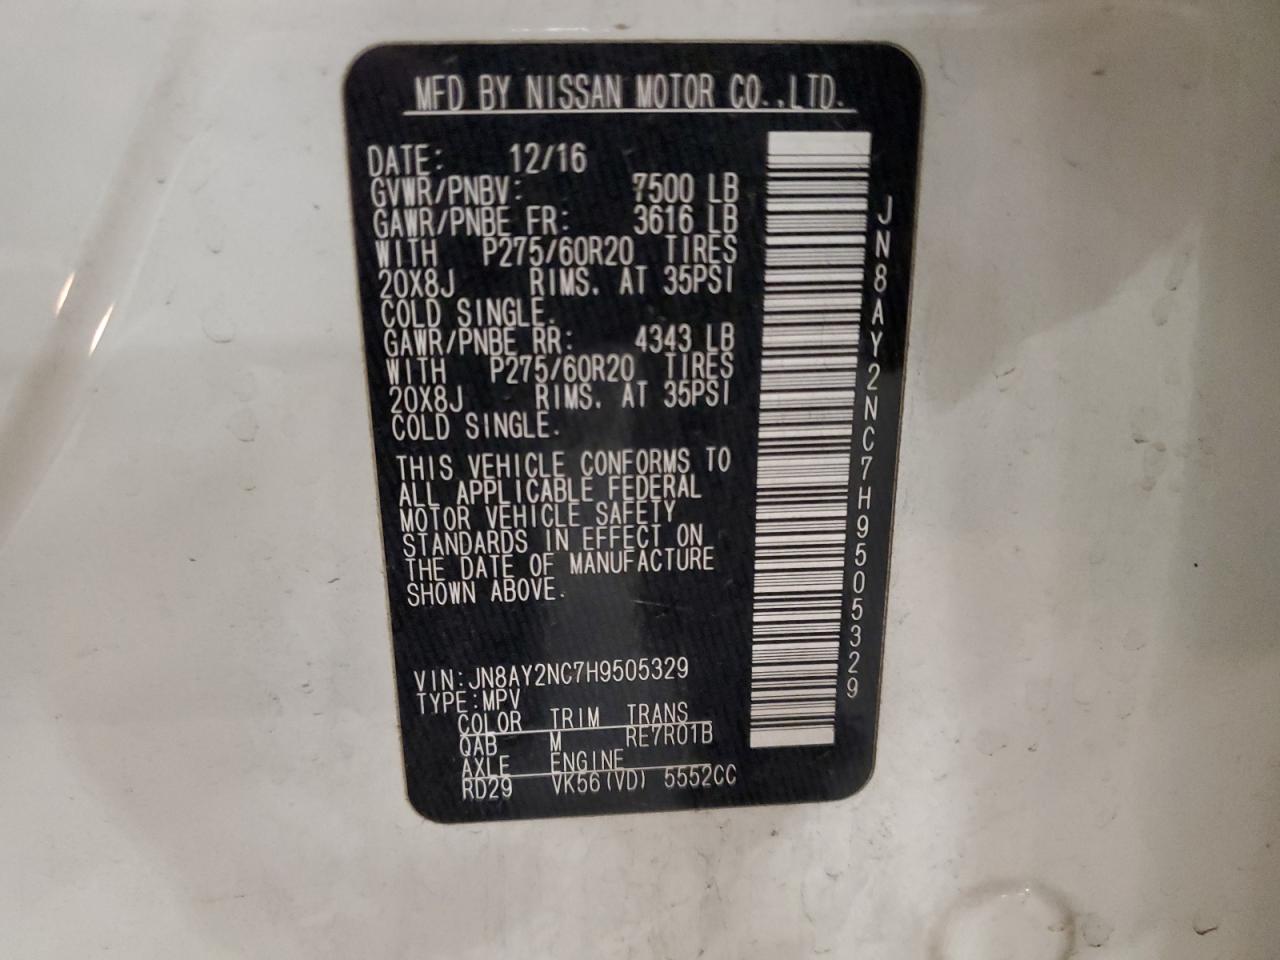 MFD BY NISSAN MOTOR CO.,LTD.
DATE: 12/16
GVWR/PNBV: 7500 LB
GAWR/PNBE FR: 3616 LB
WITH P275/60R20 TIRES
20X8J RIMS. AT 35PSI
COLD SINGLE.
GAWR/PNBE RR: 4343 LB
WITH P275/60R20 TIRES
20X8J RIMS. AT 35PSI
COLD SINGLE.
THIS VEHICLE CONFORMS TO
ALL APPLICABLE FEDERAL
MOTOR VEHICLE SAFETY
STANDARDS IN EFFECT ON
THE DATE OF MANUFACTURE
SHOWN ABOVE.
VIN:JN8AY2NC7H9505329
TYPE:MPV
COLOR TRIM TRANS
QAB M RE7R01B
AXLE ENGINE
RD29 VK56(VD) 5552CC
JN8AY2NC7H9505329